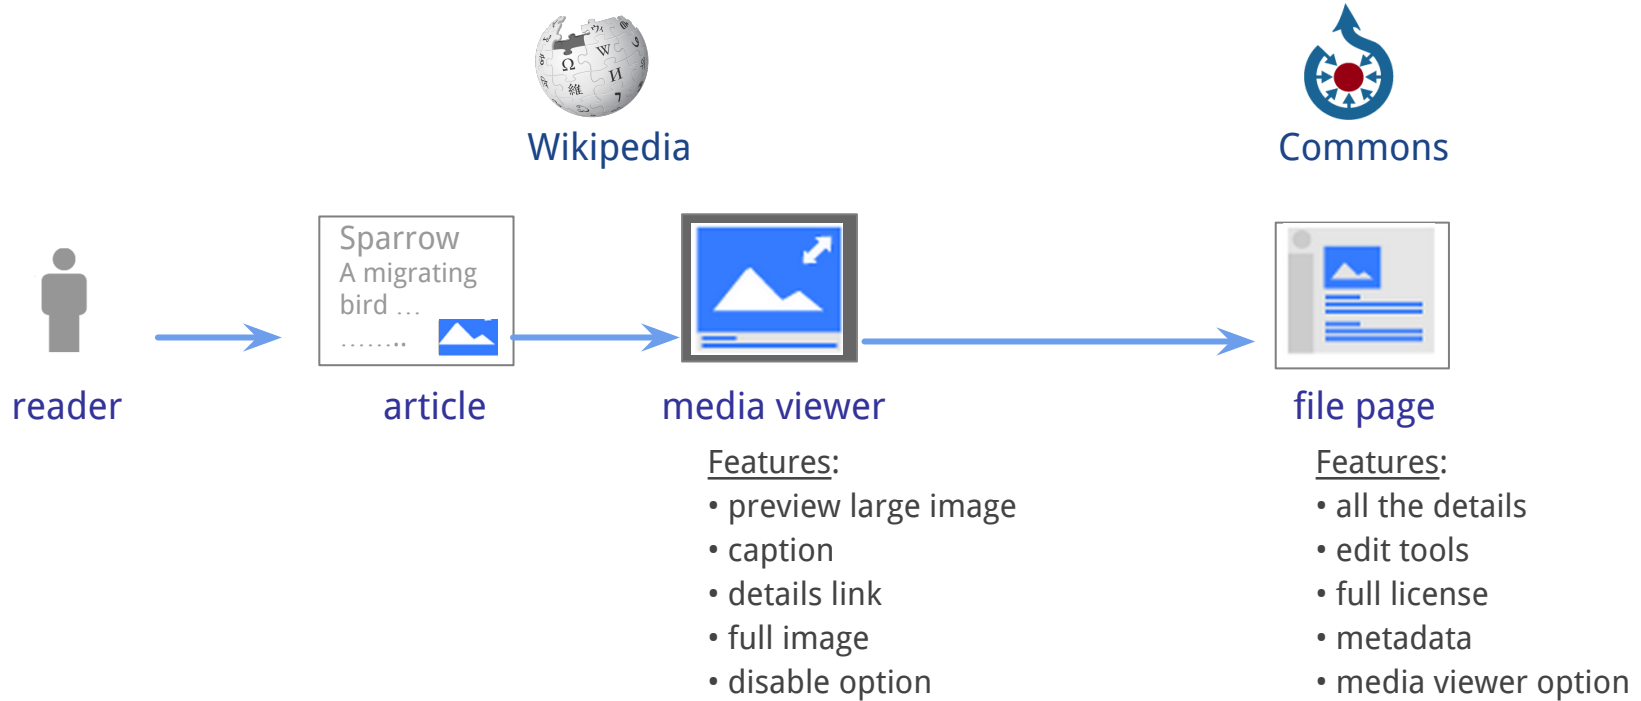 Wikipedia
Commons
Sparrow
A migrating
bird ...
........
reader
article
media viewer
file page
Features:
• preview large image
• caption
• details link
• full image
• disable option
Features:
• all the details
• edit tools
• full license
• metadata
• media viewer option